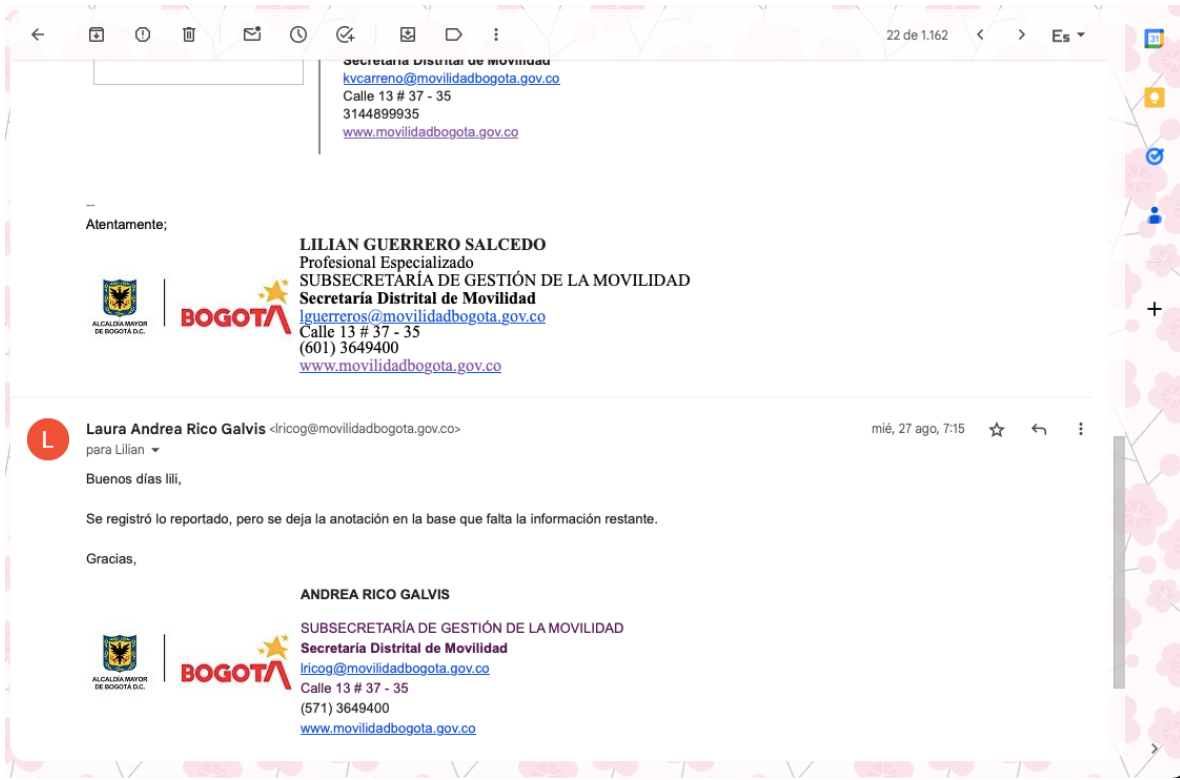 22 de 1.162
Es
31
Secretaría Distrital de Movilidad
kvcarreno@movilidadbogota.gov.co
Calle 13 # 37 - 35
3144899935
www.movilidadbogota.gov.co
--
Atentamente;
LILIAN GUERRERO SALCEDO
Profesional Especializado
SUBSECRETARÍA DE GESTIÓN DE LA MOVILIDAD
Secretaría Distrital de Movilidad
lguerreros@movilidadbogota.gov.co
Calle 13 # 37 - 35
(601) 3649400
www.movilidadbogota.gov.co
ALCALDÍA MAYOR
DE BOGOTÁ D.C.
BOGOTÁ
L
Laura Andrea Rico Galvis <lricog@movilidadbogota.gov.co>
mié, 27 ago, 7:15
para Lilian
Buenos días lili,
Se registró lo reportado, pero se deja la anotación en la base que falta la información restante.
Gracias,
ANDREA RICO GALVIS
SUBSECRETARÍA DE GESTIÓN DE LA MOVILIDAD
Secretaría Distrital de Movilidad
lricog@movilidadbogota.gov.co
Calle 13 # 37 - 35
(571) 3649400
www.movilidadbogota.gov.co
ALCALDÍA MAYOR
DE BOGOTÁ D.C.
BOGOTÁ